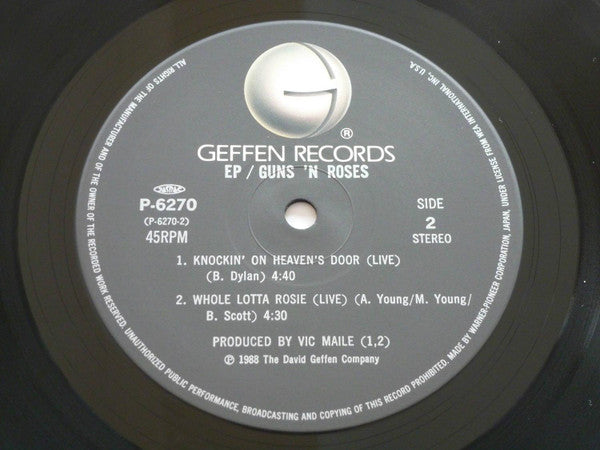 ®
GEFFEN RECORDS
EP / GUNS 'N ROSES
P-6270
(P-6270-2)
45RPM
SIDE
2
STEREO
1. KNOCKIN' ON HEAVEN'S DOOR (LIVE)
(B. Dylan) 4:40
2. WHOLE LOTTA ROSIE (LIVE) (A. Young/M. Young/
B. Scott) 4:30
PRODUCED BY VIC MAILE (1,2)
Ⓟ 1988 The David Geffen Company
ALL RIGHTS OF THE MANUFACTURER AND OF THE OWNER OF THE RECORDED WORK RESERVED. UNAUTHORIZED PUBLIC PERFORMANCE, BROADCASTING AND COPYING OF THIS RECORD PROHIBITED. MADE BY WARNER-PIONEER CORPORATION, JAPAN, UNDER LICENSE FROM WEA INTERNATIONAL INC., U.S.A.